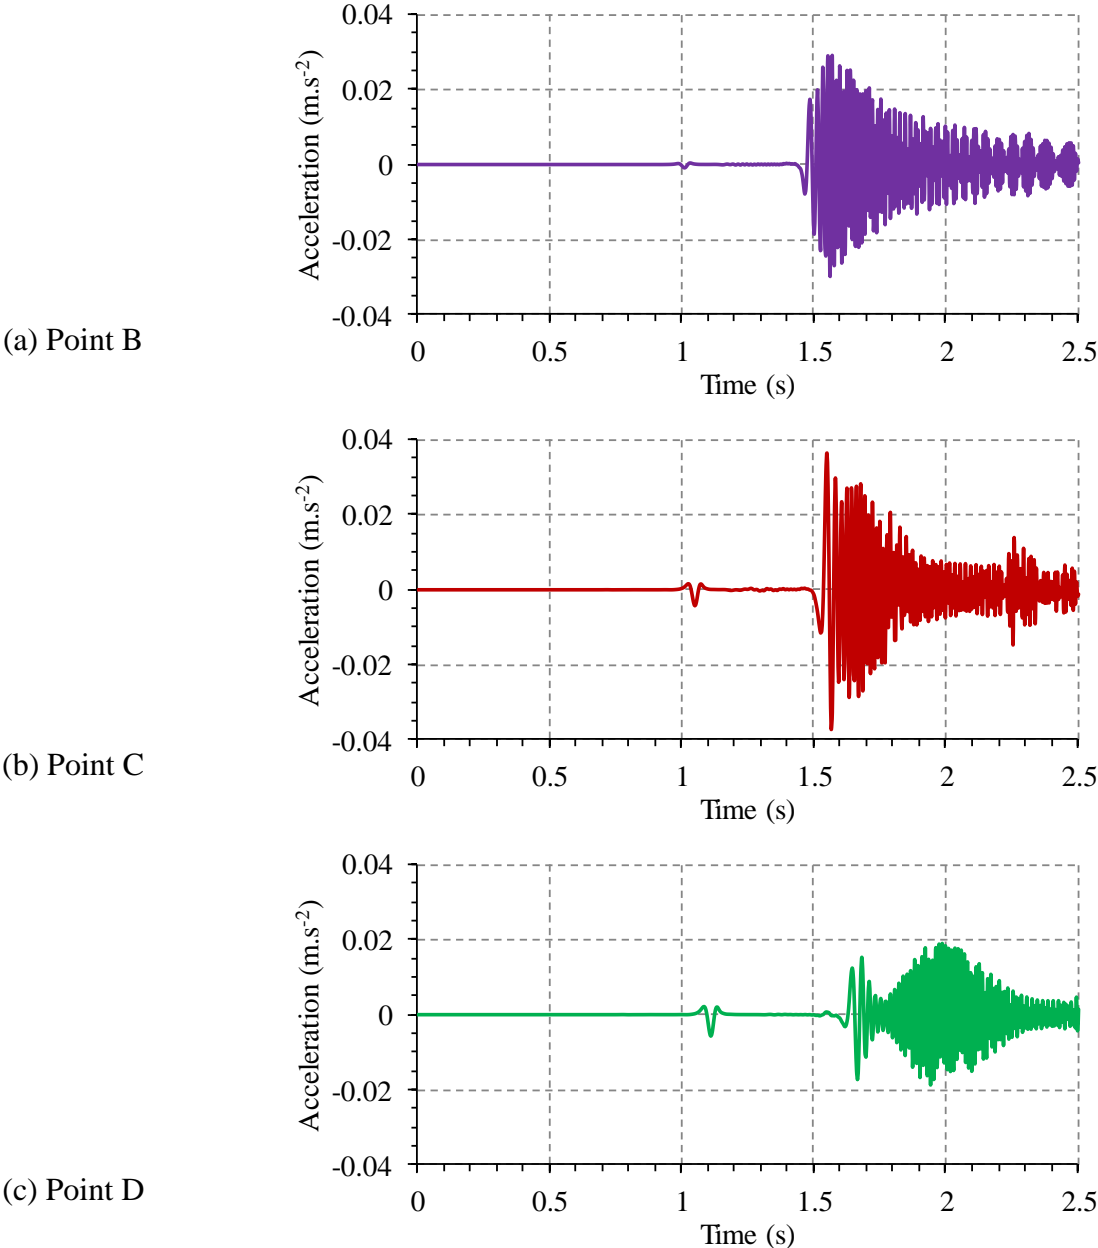 0.04
0.02
0
-0.02
-0.04
Acceleration (m.s-2)
0 0.5 1 1.5 2 2.5
Time (s)
(a) Point B
0.04
0.02
0
-0.02
-0.04
Acceleration (m.s-2)
0 0.5 1 1.5 2 2.5
Time (s)
(b) Point C
0.04
0.02
0
-0.02
-0.04
Acceleration (m.s-2)
0 0.5 1 1.5 2 2.5
Time (s)
(c) Point D